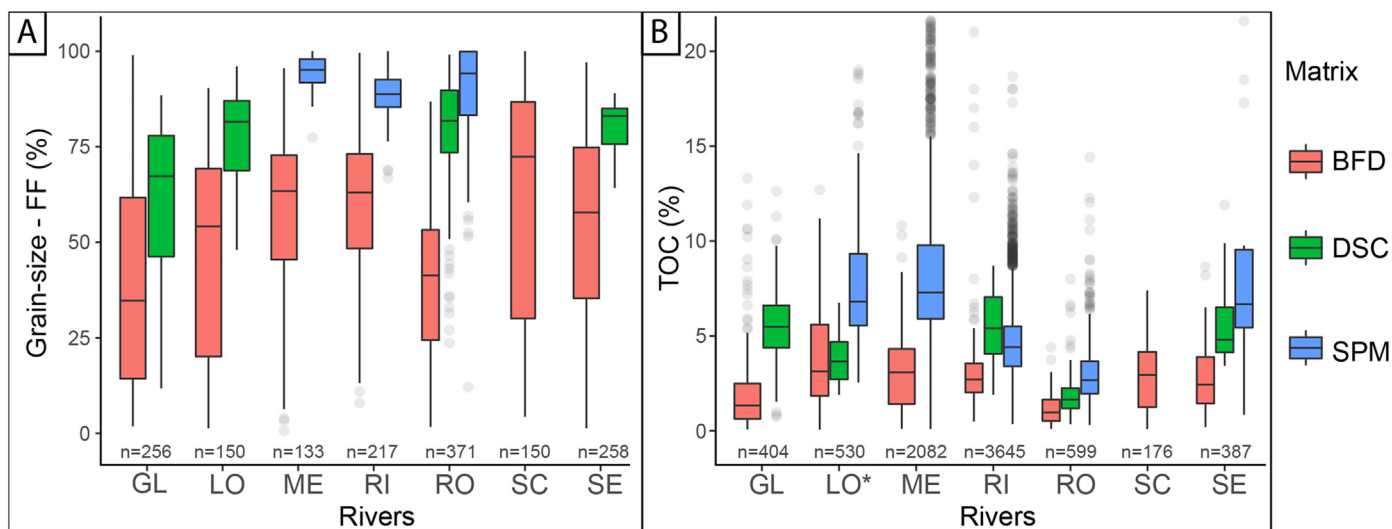 A
Grain-size - FF (%)
100
75
50
25
0
n=256 n=150 n=133 n=217 n=371 n=150 n=258
GL LO ME RI RO SC SE
Rivers
B
TOC (%)
20
15
10
5
0
n=404 n=530 n=2082 n=3645 n=599 n=176 n=387
GL LO* ME RI RO SC SE
Rivers
Matrix
BFD
DSC
SPM